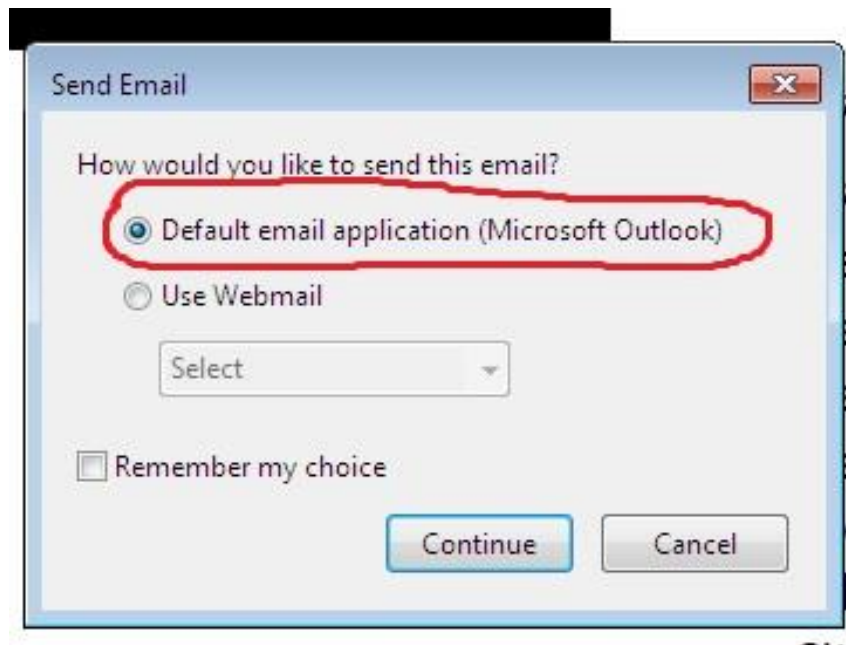 Send Email
How would you like to send this email?
Default email application (Microsoft Outlook)
Use Webmail
Select
Remember my choice
Continue Cancel